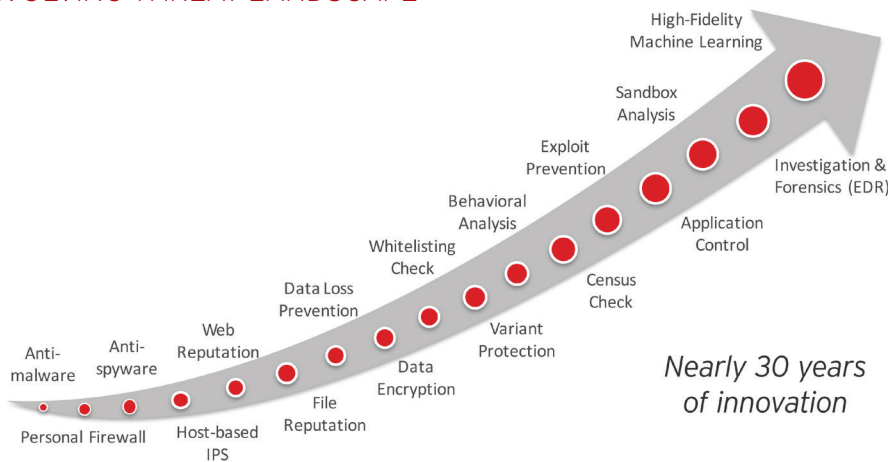 High-Fidelity
Machine Learning
Sandbox
Analysis
Exploit
Prevention
Investigation &
Forensics (EDR)
Behavioral
Analysis
Application
Control
Whitelisting
Check
Census
Check
Data Loss
Prevention
Variant
Protection
Web
Reputation
Anti-
malware
Anti-
spyware
Data
Encryption
Nearly 30 years
of innovation
File
Reputation
Personal Firewall
Host-based
IPS